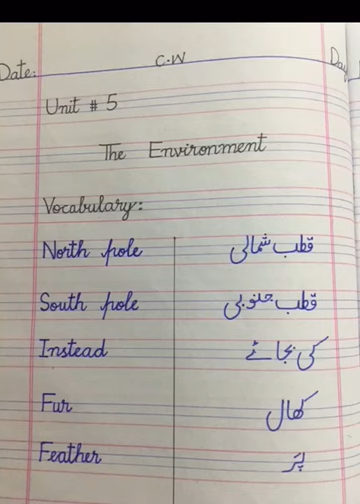 Date: C.W Day
Unit # 5
The Environment
Vocabulary:
North pole قطب شمالی
South pole قطب جنوبی
Instead کی بجائے
Fur کھال
Feather پَر